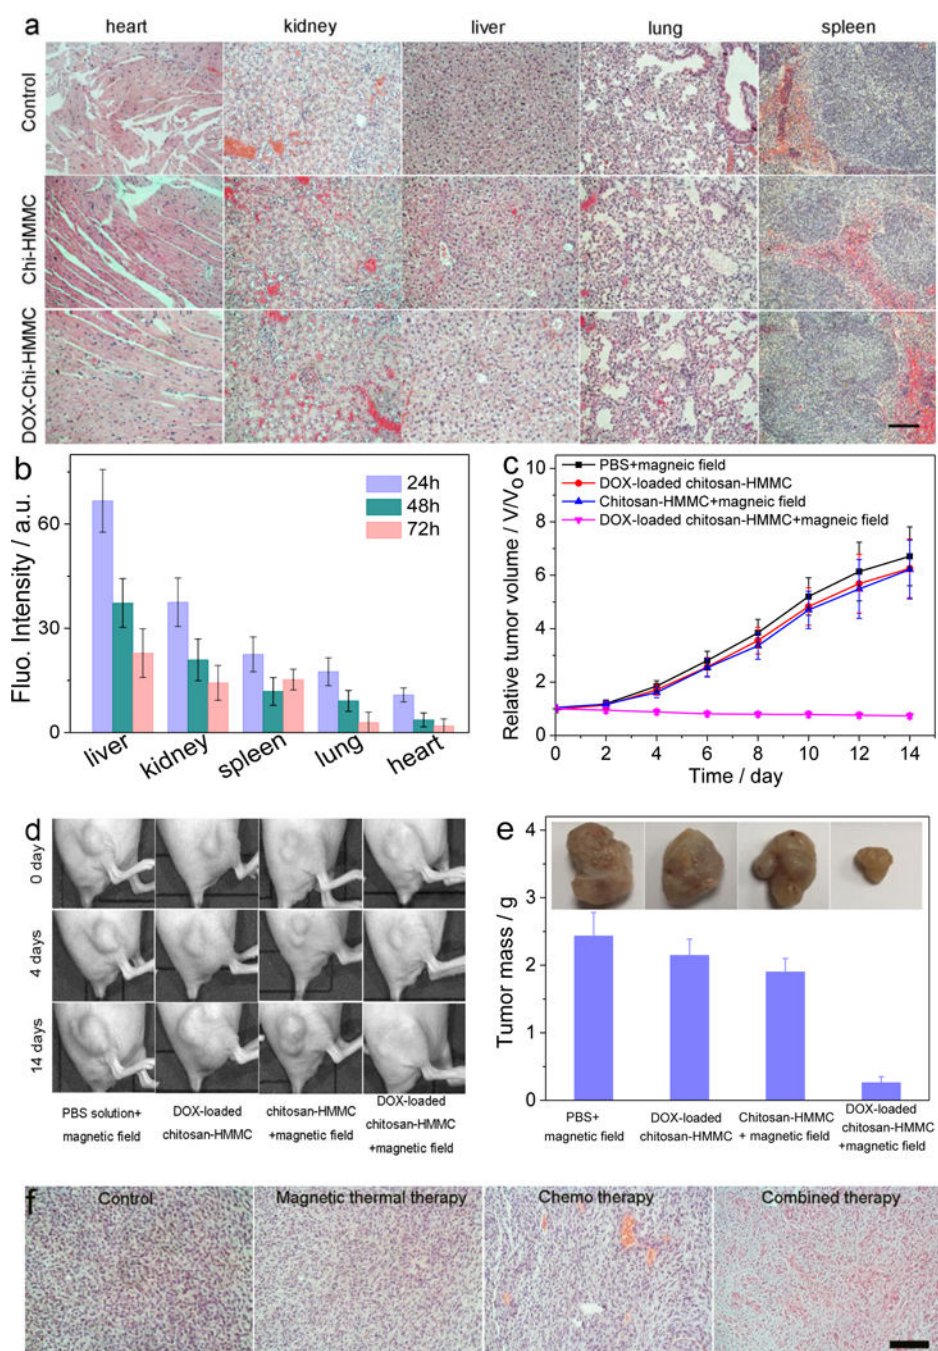 a
heart kidney liver lung spleen
Control
Chi-HMMC
DOX-Chi-HMMC
b
Fluo. Intensity / a.u.
60
30
0
24h
48h
72h
liver kidney spleen lung heart
c
Relative tumor volume / V/V₀
10
8
6
4
2
0
PBS+magneic field
DOX-loaded chitosan-HMMC
Chitosan-HMMC+magneic field
DOX-loaded chitosan-HMMC+magneic field
0 2 4 6 8 10 12 14
Time / day
d
0 day
4 days
14 days
PBS solution+
magnetic field
DOX-loaded
chitosan-HMMC
chitosan-HMMC
+magnetic field
DOX-loaded
chitosan-HMMC
+magnetic field
e
Tumor mass / g
4
3
2
1
0
PBS+
magnetic field
DOX-loaded
chitosan-HMMC
Chitosan-HMMC
+ magnetic field
DOX-loaded
chitosan-HMMC
+magnetic field
f
Control Magnetic thermal therapy Chemo therapy Combined therapy